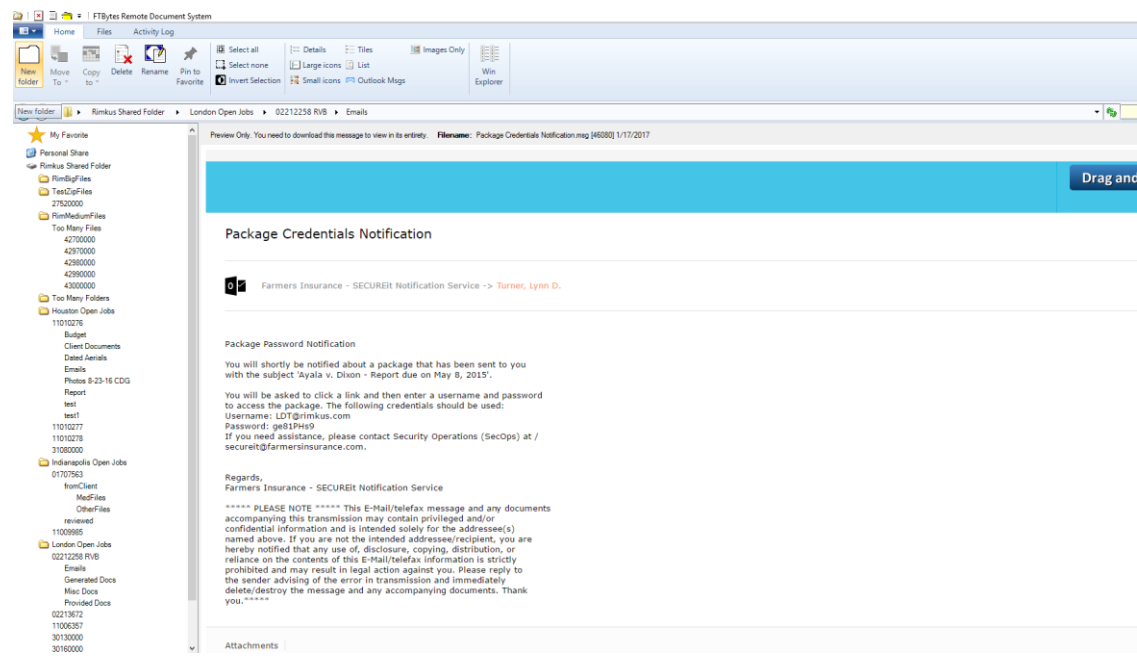 FTBytes Remote Document System
Home Files Activity Log
New folder
Move To
Copy to
Delete
Rename
Pin to Favorite
Select all
Select none
Invert Selection
Details
Large icons
Small icons
Tiles
List
Outlook Msgs
Images Only
Win Explorer
New folder Rimkus Shared Folder London Open Jobs 02212258 RVB Emails
My Favorite
Personal Share
Rimkus Shared Folder
RimBigFiles
TestZipFiles
27520000
RimMediumFiles
Too Many Files
42700000
42970000
42980000
42990000
43000000
Too Many Folders
Houston Open Jobs
11010276
Budget
Client Documents
Dated Aerials
Emails
Photos 8-23-16 CDG
Report
test
test1
11010277
11010278
31080000
Indianapolis Open Jobs
01707563
fromClient
MedFiles
OtherFiles
reviewed
11009985
London Open Jobs
02212258 RVB
Emails
Generated Docs
Misc Docs
Provided Docs
02213672
11006357
30130000
30160000
Preview Only. You need to download this message to view in its entirety. Filename: Package Credentials Notification.msg [46080] 1/17/2017
Drag and
Package Credentials Notification
Farmers Insurance - SECUREit Notification Service -> Turner, Lynn D.
Package Password Notification
You will shortly be notified about a package that has been sent to you
with the subject 'Ayala v. Dixon - Report due on May 8, 2015'.
You will be asked to click a link and then enter a username and password
to access the package. The following credentials should be used:
Username: LDT@rimkus.com
Password: ge81PHs9
If you need assistance, please contact Security Operations (SecOps) at /
secureit@farmersinsurance.com.
Regards,
Farmers Insurance - SECUREit Notification Service
***** PLEASE NOTE ***** This E-Mail/telefax message and any documents
accompanying this transmission may contain privileged and/or
confidential information and is intended solely for the addressee(s)
named above. If you are not the intended addressee/recipient, you are
hereby notified that any use of, disclosure, copying, distribution, or
reliance on the contents of this E-Mail/telefax information is strictly
prohibited and may result in legal action against you. Please reply to
the sender advising of the error in transmission and immediately
delete/destroy the message and any accompanying documents. Thank
you.*****
Attachments